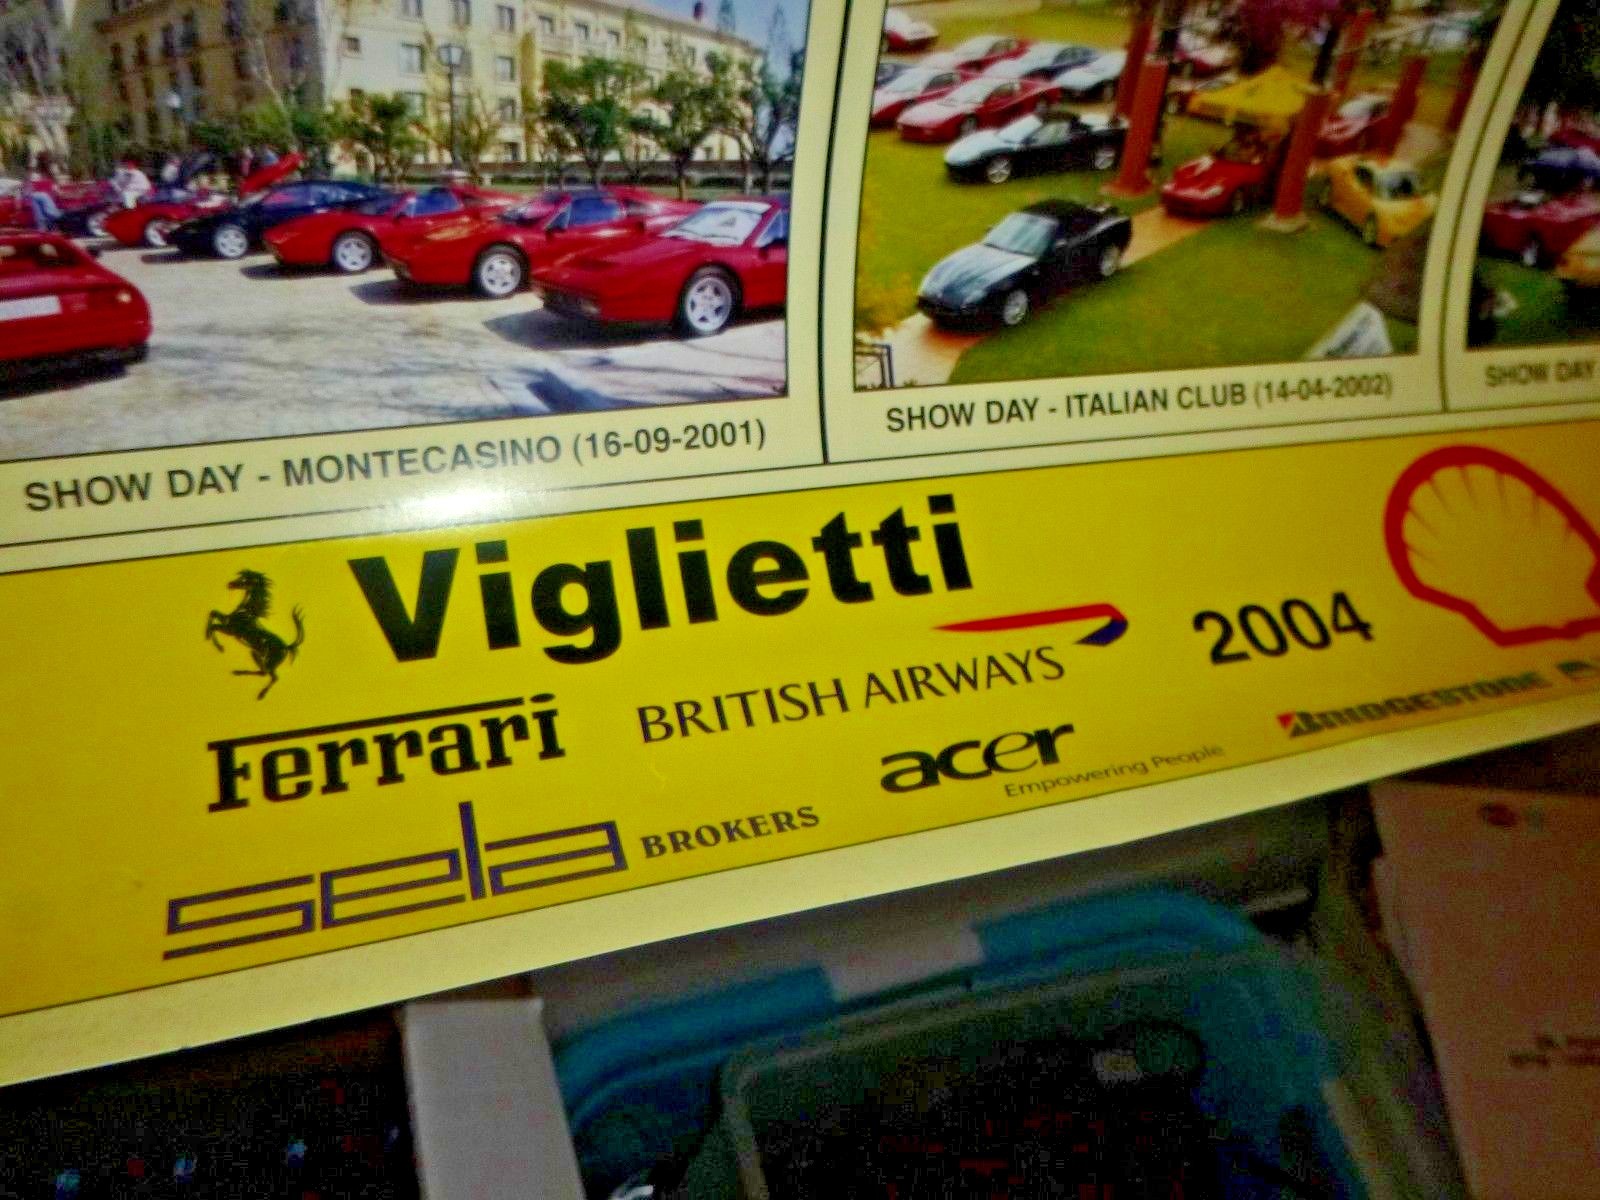 SHOW DAY - MONTECASINO (16-09-2001)
SHOW DAY - ITALIAN CLUB (14-04-2002)
SHOW DAY
Viglietti
Ferrari
BRITISH AIRWAYS
2004
sela BROKERS
acer
Empowering People
BRIDGESTONE